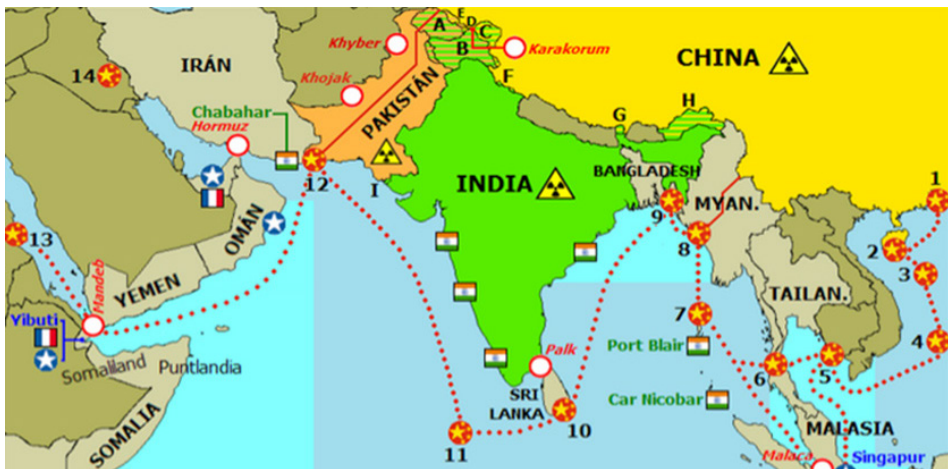 E
D
A
C
Khyber
B
Karakorum
CHINA
IRÁN
14
Khojak
F
PAKISTÁN
H
Chabahar
G
Hormuz
BANGLADESH
12
I
INDIA
MYAN.
1
9
8
2
OMÁN
13
3
YEMEN
TAILAN.
Mandeb
7
Yibuti
Port Blair
4
Somaliland
Puntlandia
Palk
6
5
SRI
LANKA
Car Nicobar
10
SOMALIA
11
MALASIA
Malaca
Singapur